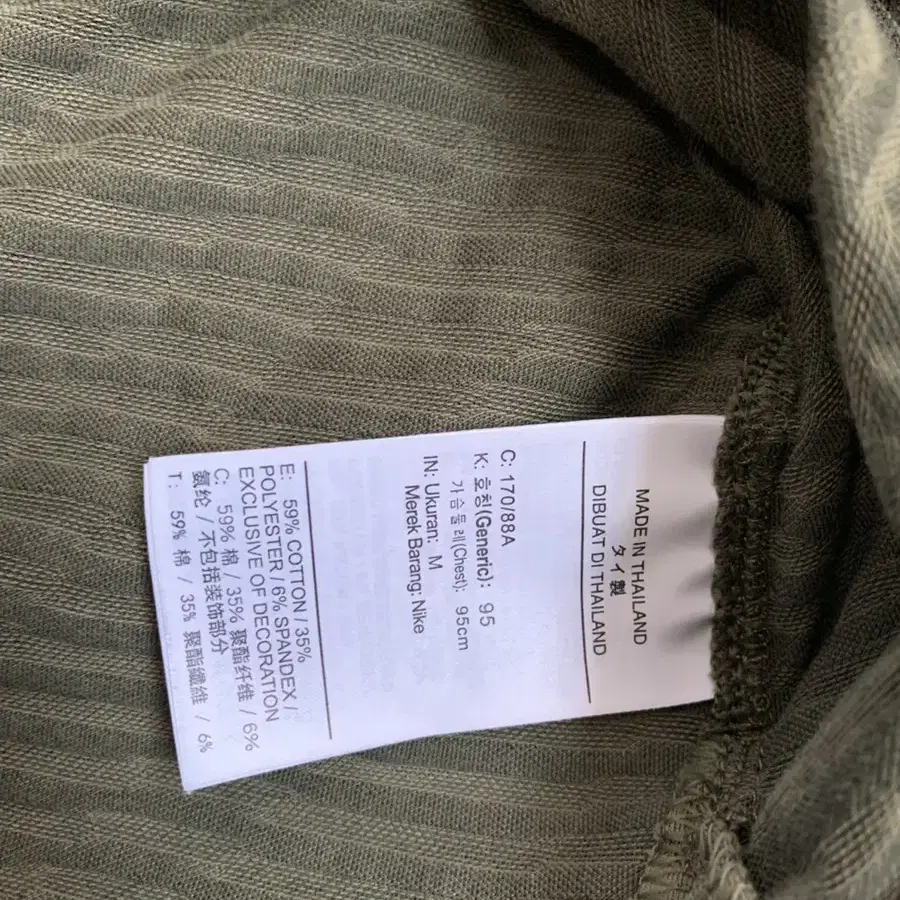 MADE IN THAILAND
タイ製
DIBUAT DI THAILAND
C: 170/88A
K: 호칭(Generic): 95
가슴둘레(Chest): 95cm
IN: Ukuran: M
Merek Barang: Nike
E: 59% COTTON / 35%
POLYESTER / 6% SPANDEX /
EXCLUSIVE OF DECORATION
C: 59% 棉 / 35% 聚酯纤维 / 6%
氨纶 / 不包括装饰部分
T: 59% 棉 / 35% 聚酯纖維 / 6%